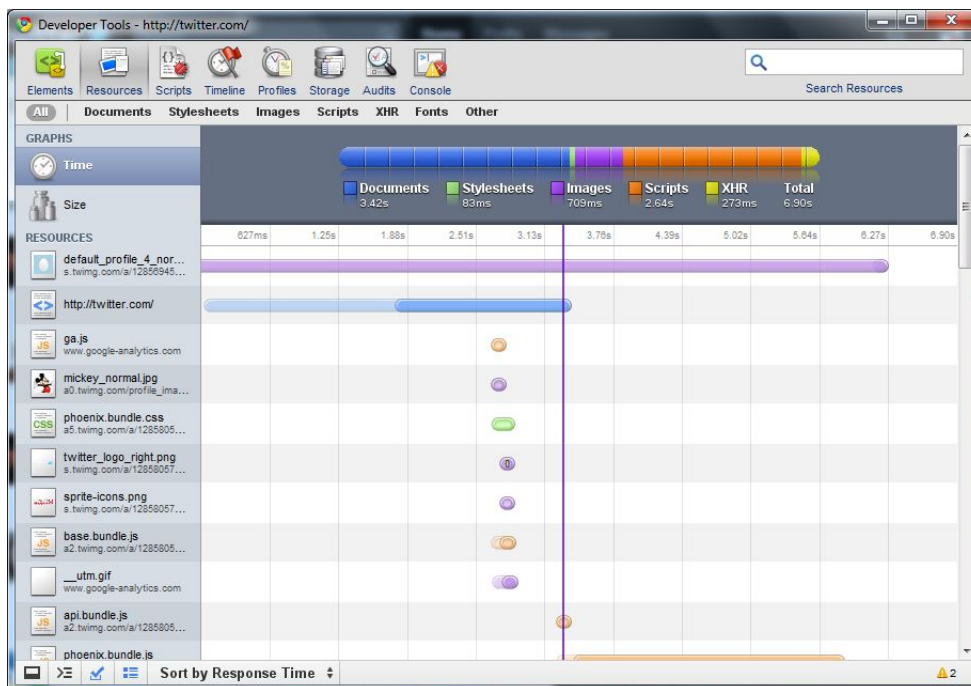 Developer Tools - http://twitter.com/
Elements Resources Scripts Timeline Profiles Storage Audits Console
Search Resources
All Documents Stylesheets Images Scripts XHR Fonts Other
GRAPHS
Time
Size
Documents Stylesheets Images Scripts XHR Total
3.42s 83ms 709ms 2.64s 273ms 6.90s
RESOURCES
627ms 1.25s 1.88s 2.51s 3.13s 3.76s 4.39s 5.02s 5.64s 6.27s 6.90s
default_profile_4_nor...
s.twimg.com/a/12856945...
http://twitter.com/
JS
ga.js
www.google-analytics.com
mickey_normal.jpg
a0.twimg.com/profile_ima...
CSS
phoenix.bundle.css
a5.twimg.com/a/1285805...
twitter_logo_right.png
s.twimg.com/a/12858057...
sprite-icons.png
s.twimg.com/a/12858057...
JS
base.bundle.js
a2.twimg.com/a/1285805...
__utm.gif
www.google-analytics.com
JS
api.bundle.js
a2.twimg.com/a/1285805...
phoenix.bundle.js
Sort by Response Time
2